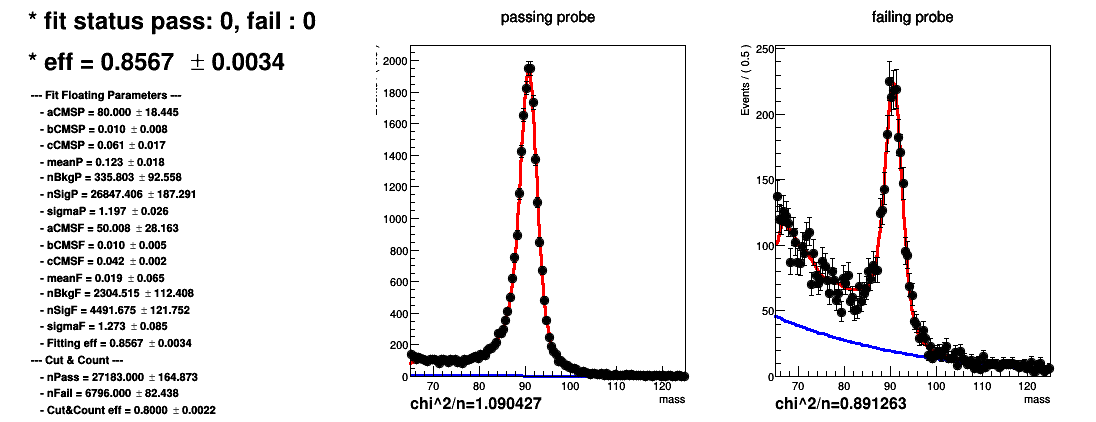 * fit status pass: 0, fail : 0
* eff = 0.8567 ± 0.0034
--- Fit Floating Parameters ---
- aCMSP = 80.000 ± 18.445
- bCMSP = 0.010 ± 0.008
- cCMSP = 0.061 ± 0.017
- meanP = 0.123 ± 0.018
- nBkgP = 335.803 ± 92.558
- nSigP = 26847.406 ± 187.291
- sigmaP = 1.197 ± 0.026
- aCMSF = 50.008 ± 28.163
- bCMSF = 0.010 ± 0.005
- cCMSF = 0.042 ± 0.002
- meanF = 0.019 ± 0.065
- nBkgF = 2304.515 ± 112.408
- nSigF = 4491.675 ± 121.752
- sigmaF = 1.273 ± 0.085
- Fitting eff = 0.8567 ± 0.0034
--- Cut & Count ---
- nPass = 27183.000 ± 164.873
- nFail = 6796.000 ± 82.438
- Cut&Count eff = 0.8000 ± 0.0022
passing probe
2000
1800
1600
1400
1200
1000
800
600
400
200
0
70 80 90 100 110 120
mass
chi^2/n=1.090427
failing probe
Events / ( 0.5 )
250
200
150
100
50
0
70 80 90 100 110 120
mass
chi^2/n=0.891263